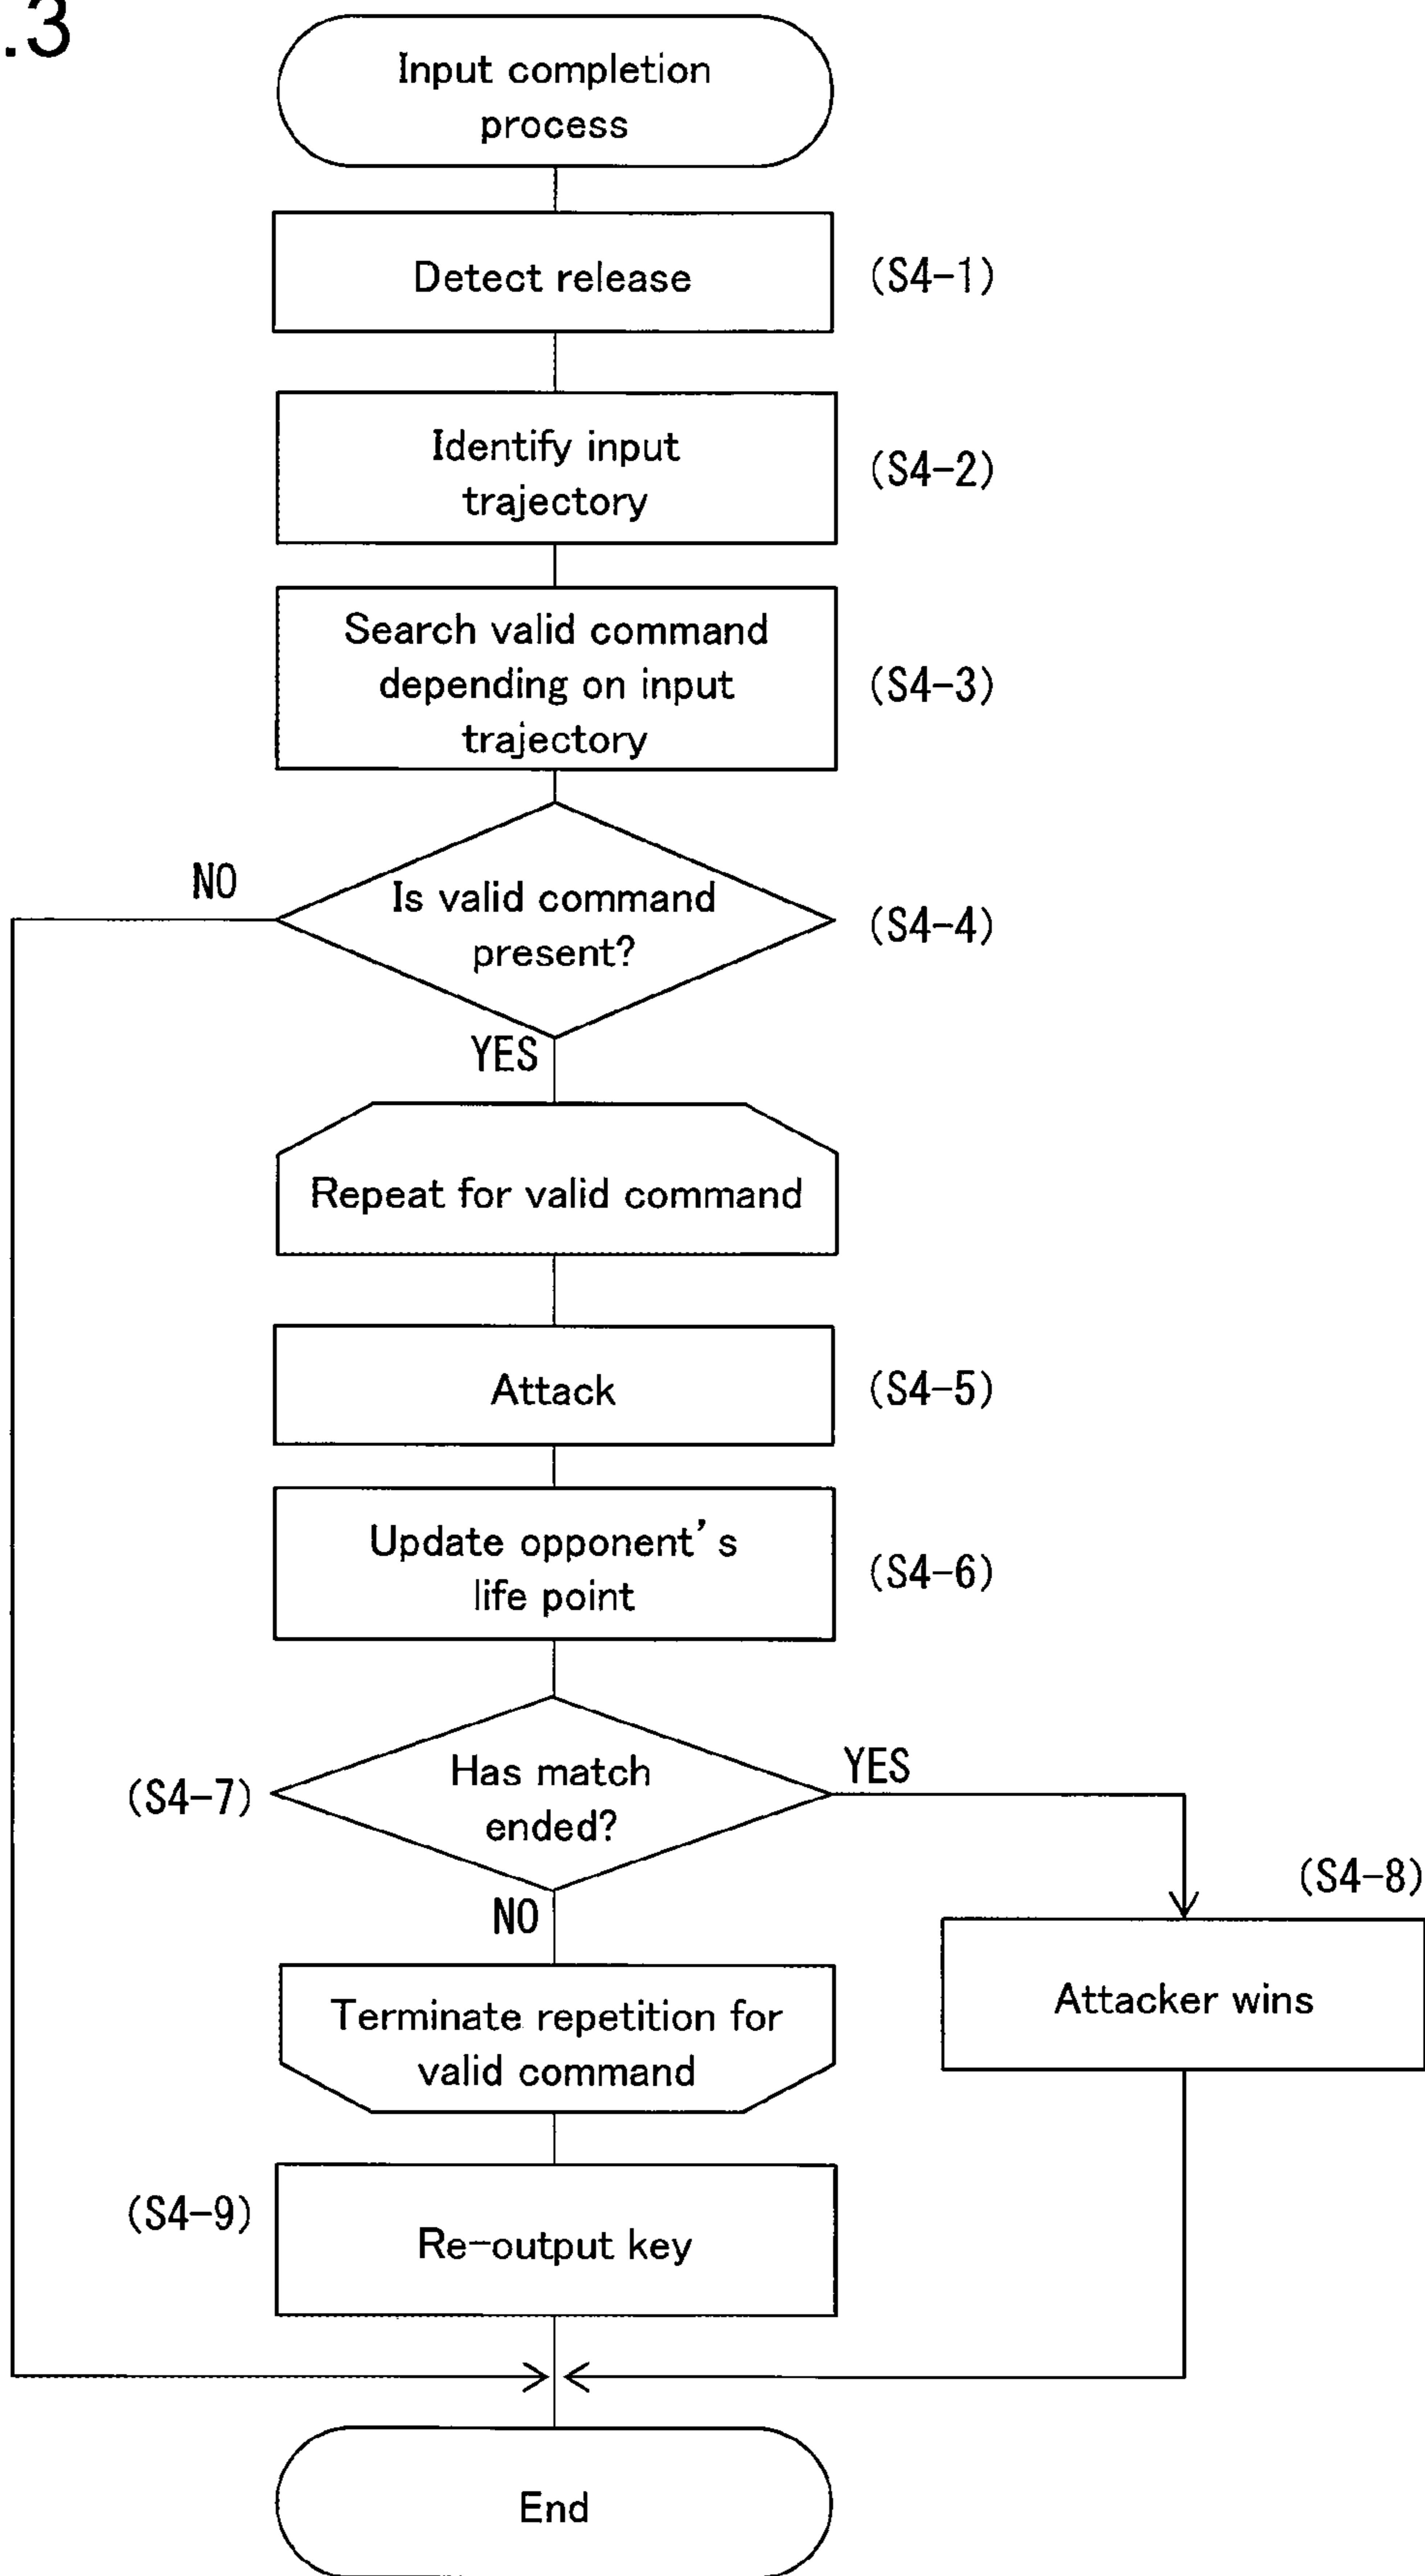 .3
Input completion
process
Detect release
(S4-1)
Identify input
trajectory
(S4-2)
Search valid command
depending on input
trajectory
(S4-3)
NO
Is valid command
present?
(S4-4)
YES
Repeat for valid command
Attack
(S4-5)
Update opponent's
life point
(S4-6)
(S4-7)
Has match
ended?
YES
NO
(S4-8)
Attacker wins
Terminate repetition for
valid command
(S4-9)
Re-output key
End